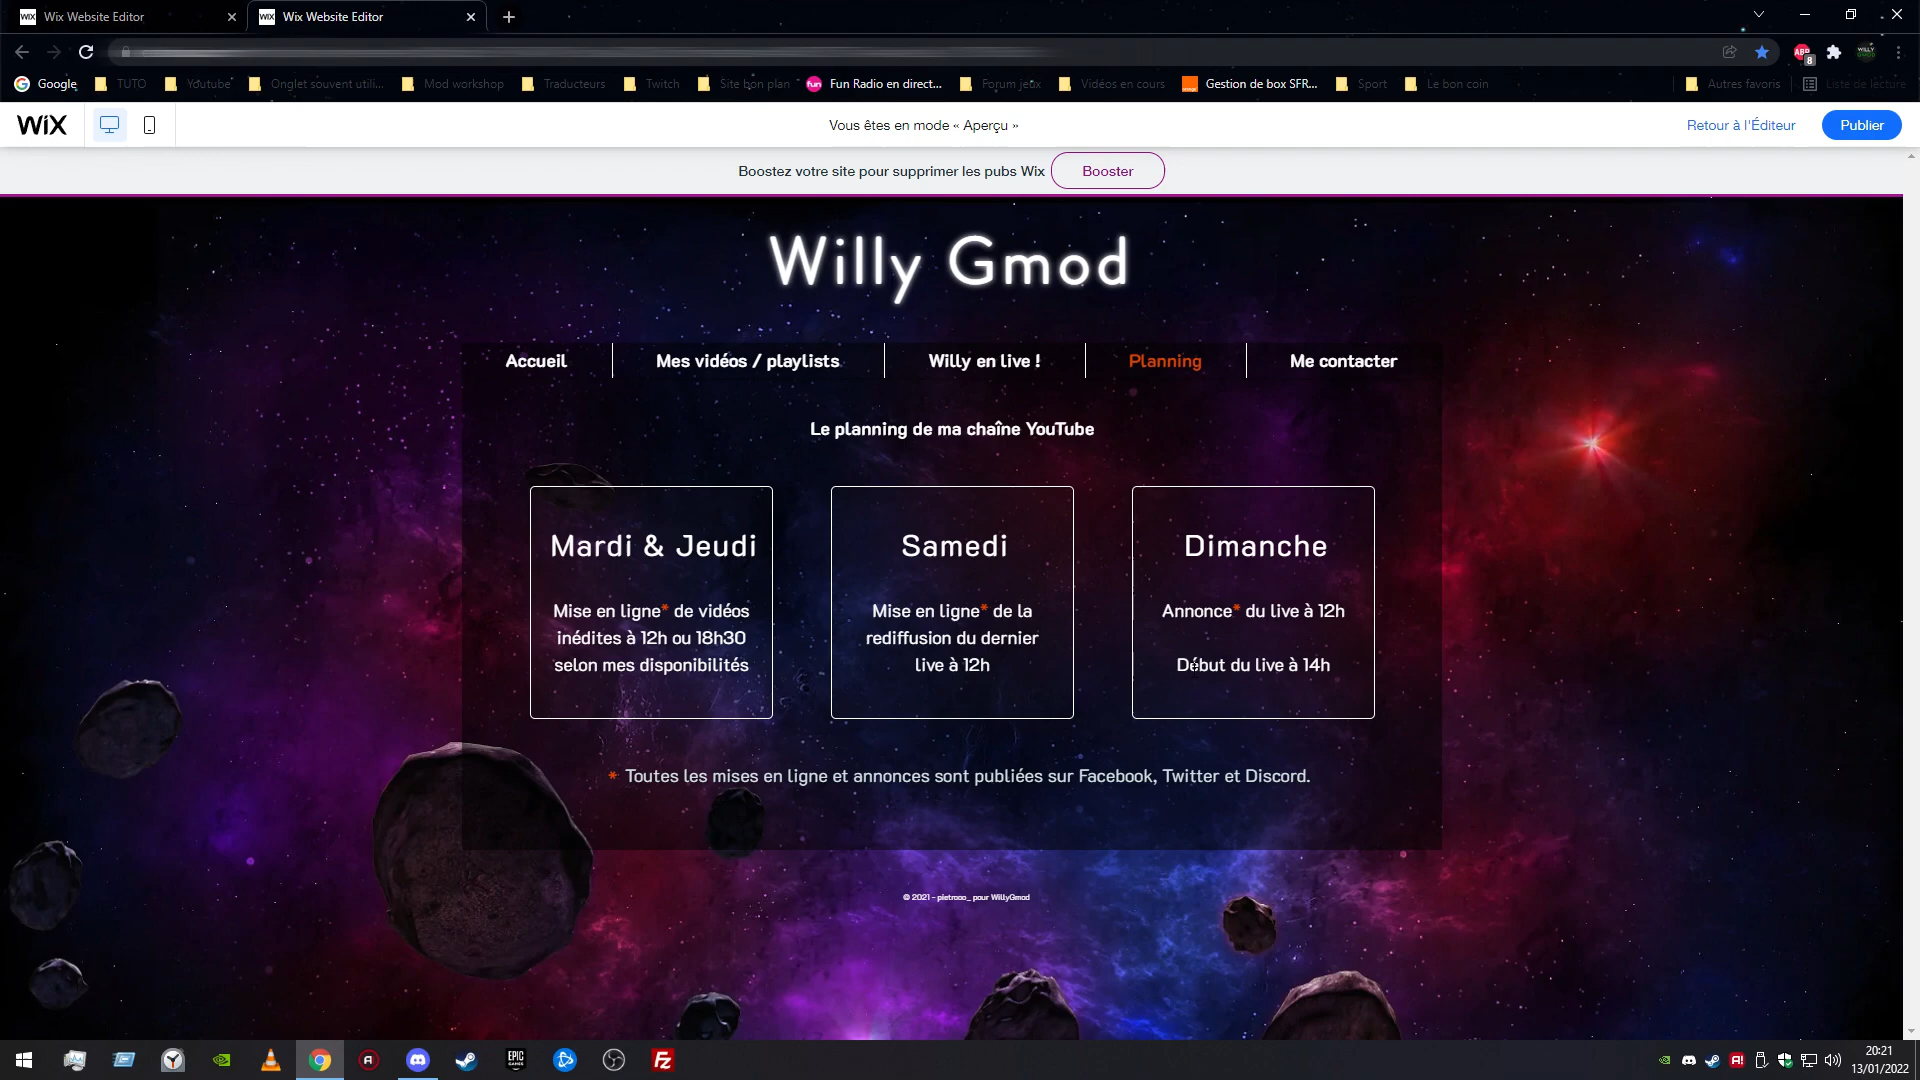 Wix Website Editor
Wix Website Editor
Google
TUTO
Youtube
Onglet souvent utili...
Mod workshop
Traducteurs
Twitch
Site bon plan
Fun Radio en direct...
Forum jeux
Vidéos en cours
Gestion de box SFR...
Sport
Le bon coin
Autres favoris
Liste de lecture
WiX
Vous êtes en mode « Aperçu »
Retour à l'Éditeur
Publier
Boostez votre site pour supprimer les pubs Wix
Booster
Willy Gmod
Accueil
Mes vidéos / playlists
Willy en live !
Planning
Me contacter
Le planning de ma chaîne YouTube
Mardi & Jeudi
Mise en ligne* de vidéos
inédites à 12h ou 18h30
selon mes disponibilités
Samedi
Mise en ligne* de la
rediffusion du dernier
live à 12h
Dimanche
Annonce* du live à 12h
Début du live à 14h
* Toutes les mises en ligne et annonces sont publiées sur Facebook, Twitter et Discord.
© 2021 - pietrooo_ pour WillyGmod
20:21
13/01/2022